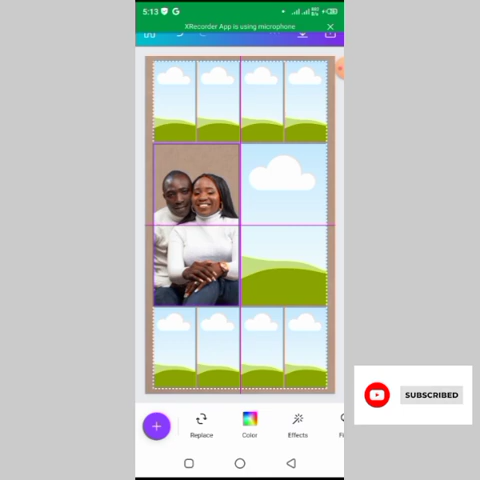 5:13
XRecorder App is using microphone
Replace
Color
Effects
SUBSCRIBED